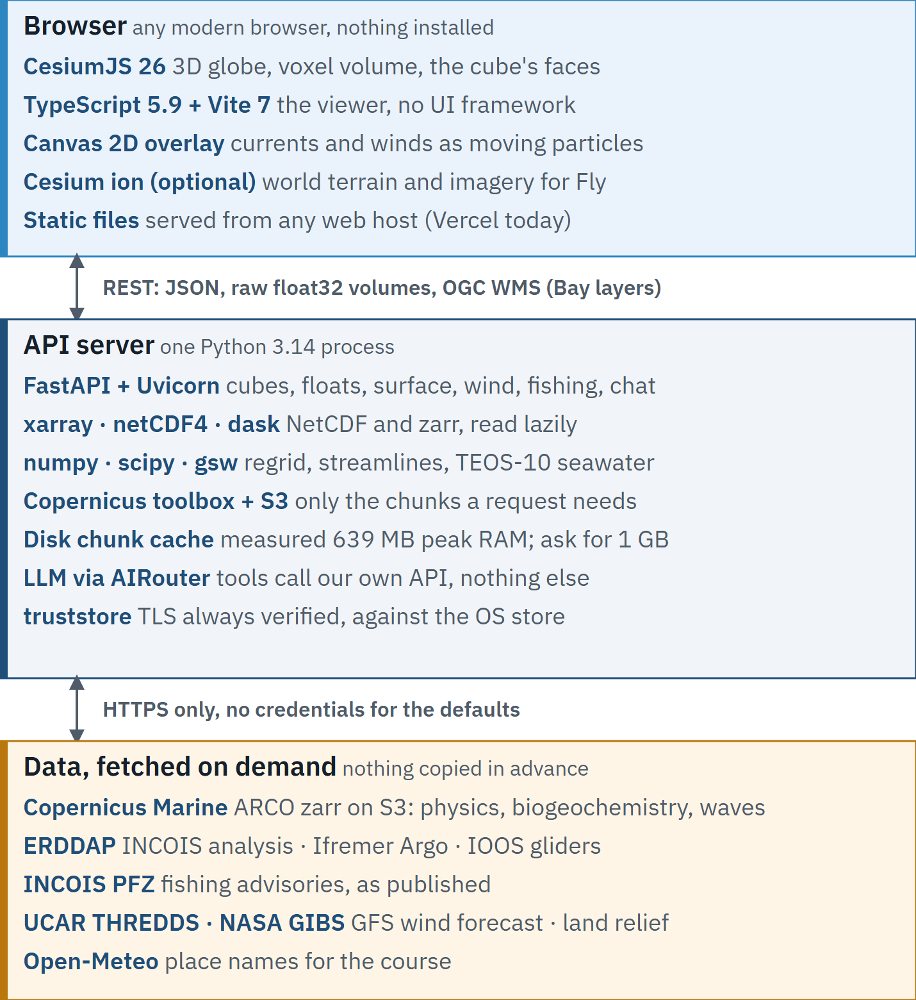 Browser any modern browser, nothing installed
CesiumJS 26 3D globe, voxel volume, the cube's faces
TypeScript 5.9 + Vite 7 the viewer, no UI framework
Canvas 2D overlay currents and winds as moving particles
Cesium ion (optional) world terrain and imagery for Fly
Static files served from any web host (Vercel today)
REST: JSON, raw float32 volumes, OGC WMS (Bay layers)
API server one Python 3.14 process
FastAPI + Uvicorn cubes, floats, surface, wind, fishing, chat
xarray · netCDF4 · dask NetCDF and zarr, read lazily
numpy · scipy · gsw regrid, streamlines, TEOS-10 seawater
Copernicus toolbox + S3 only the chunks a request needs
Disk chunk cache measured 639 MB peak RAM; ask for 1 GB
LLM via AIRouter tools call our own API, nothing else
truststore TLS always verified, against the OS store
HTTPS only, no credentials for the defaults
Data, fetched on demand nothing copied in advance
Copernicus Marine ARCO zarr on S3: physics, biogeochemistry, waves
ERDDAP INCOIS analysis · Ifremer Argo · IOOS gliders
INCOIS PFZ fishing advisories, as published
UCAR THREDDS · NASA GIBS GFS wind forecast · land relief
Open-Meteo place names for the course